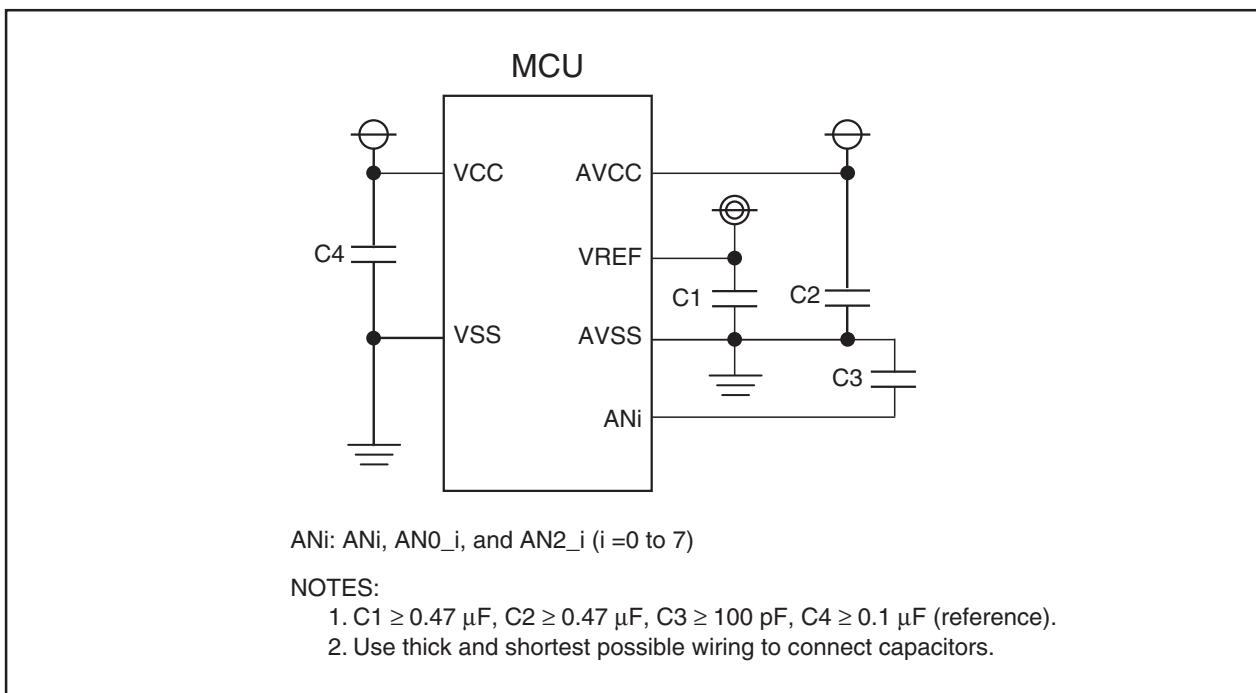 MCU
VCC
AVCC
VREF
C4
C1
C2
VSS
AVSS
C3
ANi
ANi: ANi, AN0_i, and AN2_i (i =0 to 7)
NOTES:
1. C1 ≥ 0.47 μF, C2 ≥ 0.47 μF, C3 ≥ 100 pF, C4 ≥ 0.1 μF (reference).
2. Use thick and shortest possible wiring to connect capacitors.